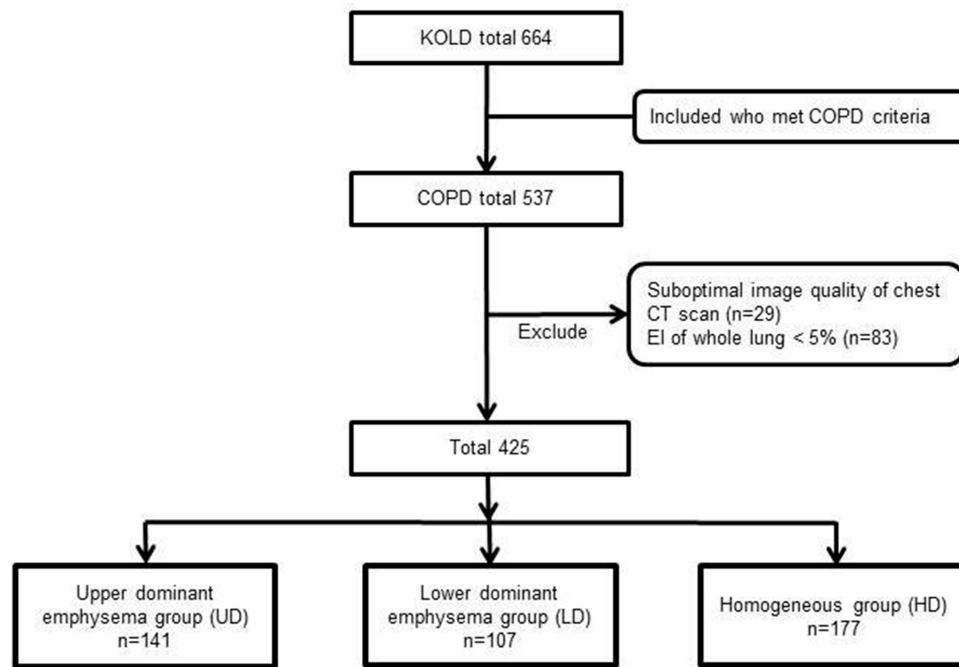 KOLD total 664
Included who met COPD criteria
COPD total 537
Suboptimal image quality of chest
CT scan (n=29)
EI of whole lung < 5% (n=83)
Exclude
Total 425
Upper dominant
emphysema group (UD)
n=141
Lower dominant
emphysema group (LD)
n=107
Homogeneous group (HD)
n=177